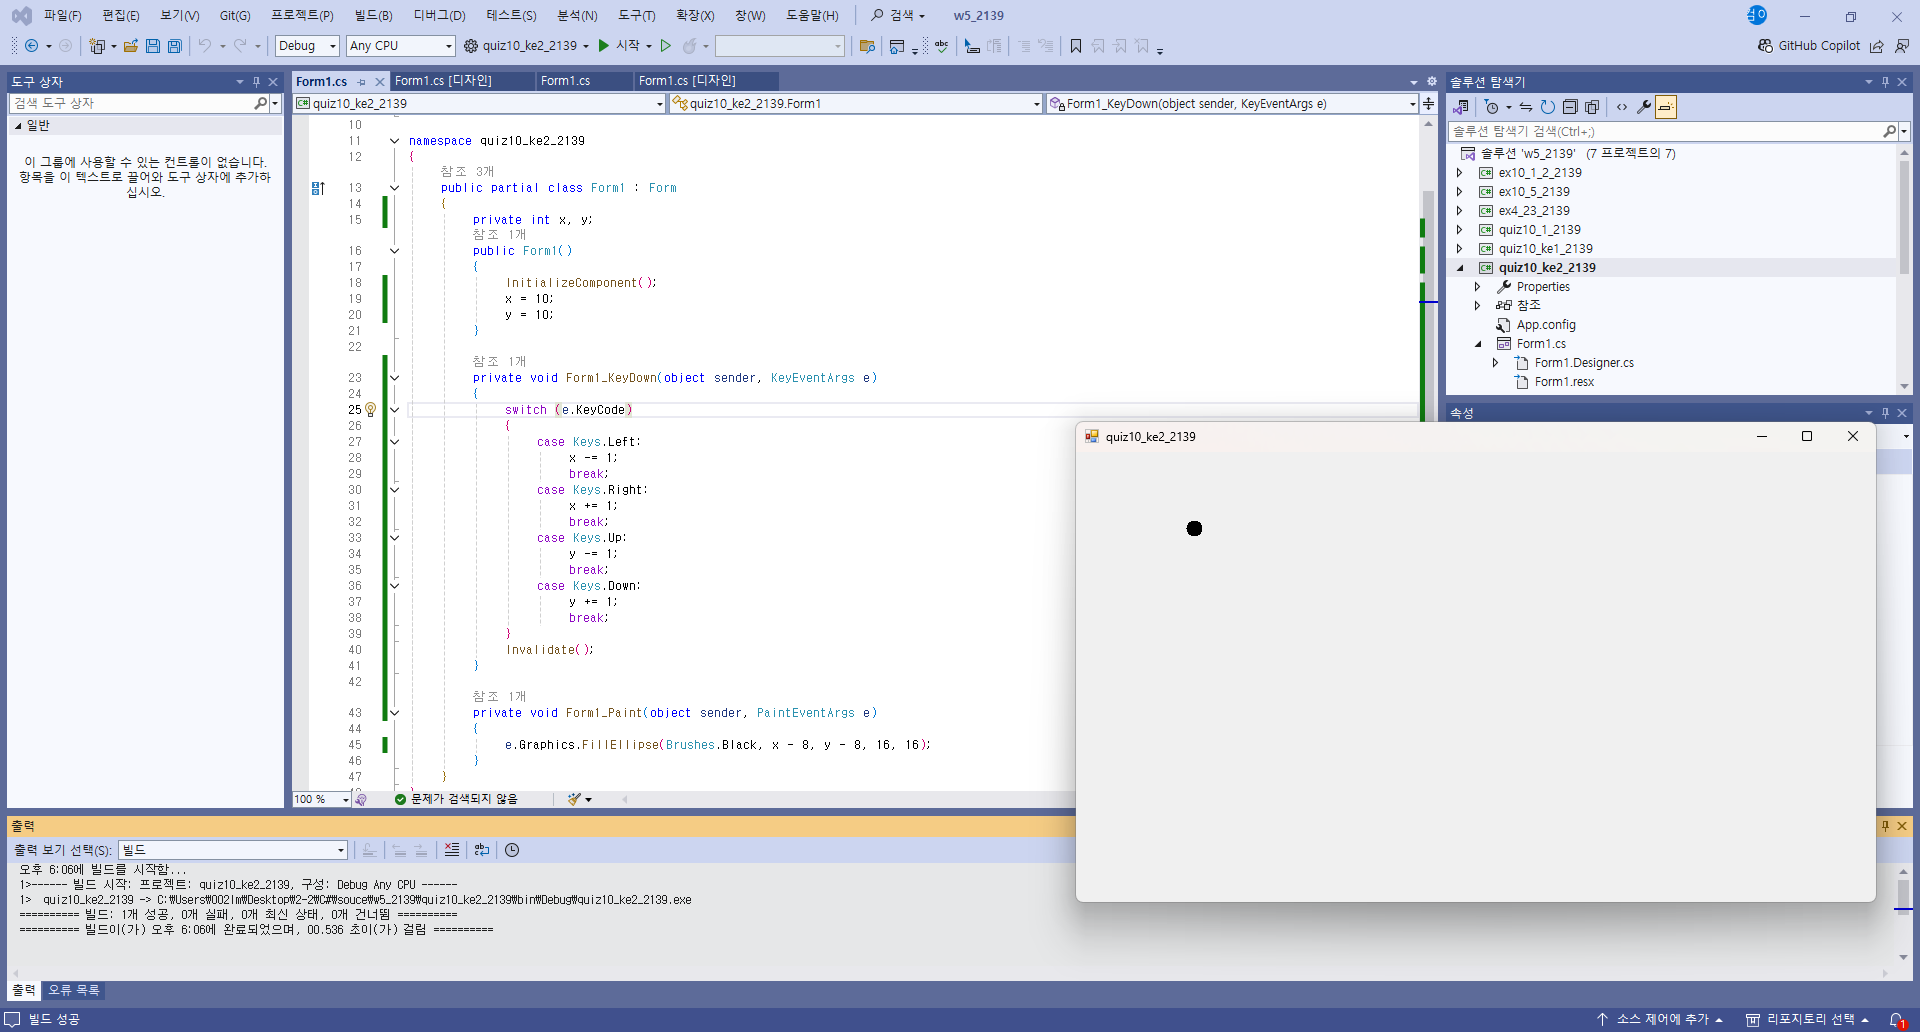 파일(F) 편집(E) 보기(V) Git(G) 프로젝트(P) 빌드(B) 디버그(D) 테스트(S) 분석(N) 도구(T) 확장(X) 창(W) 도움말(H) 검색 w5_2139
Debug Any CPU quiz10_ke2_2139 시작 GitHub Copilot
도구 상자
검색 도구 상자
일반
이 그룹에 사용할 수 있는 컨트롤이 없습니다.
항목을 이 텍스트로 끌어와 도구 상자에 추가하
십시오.
Form1.cs Form1.cs [디자인] Form1.cs Form1.cs [디자인]
quiz10_ke2_2139 quiz10_ke2_2139.Form1 Form1_KeyDown(object sender, KeyEventArgs e)
10
11 namespace quiz10_ke2_2139
12 {
참조 3개
13 public partial class Form1 : Form
14 {
15 private int x, y;
참조 1개
16 public Form1()
17 {
18 InitializeComponent();
19 x = 10;
20 y = 10;
21 }
22
참조 1개
23 private void Form1_KeyDown(object sender, KeyEventArgs e)
24 {
25 switch (e.KeyCode)
26 {
27 case Keys.Left:
28 x -= 1;
29 break;
30 case Keys.Right:
31 x += 1;
32 break;
33 case Keys.Up:
34 y -= 1;
35 break;
36 case Keys.Down:
37 y += 1;
38 break;
39 }
40 Invalidate();
41 }
42
참조 1개
43 private void Form1_Paint(object sender, PaintEventArgs e)
44 {
45 e.Graphics.FillEllipse(Brushes.Black, x - 8, y - 8, 16, 16);
46 }
47 }
100 % 문제가 검색되지 않음
솔루션 탐색기
솔루션 탐색기 검색(Ctrl+;)
솔루션 'w5_2139' (7 프로젝트의 7)
ex10_1_2_2139
ex10_5_2139
ex4_23_2139
quiz10_1_2139
quiz10_ke1_2139
quiz10_ke2_2139
Properties
참조
App.config
Form1.cs
Form1.Designer.cs
Form1.resx
속성
quiz10_ke2_2139
출력
출력 보기 선택(S): 빌드
오후 6:06에 빌드를 시작함...
1>------ 빌드 시작: 프로젝트: quiz10_ke2_2139, 구성: Debug Any CPU ------
1> quiz10_ke2_2139 -> C:₩Users₩002lm₩Desktop₩2-2₩C#₩souce₩w5_2139₩quiz10_ke2_2139₩bin₩Debug₩quiz10_ke2_2139.exe
========== 빌드: 1개 성공, 0개 실패, 0개 최신 상태, 0개 건너뜀 ==========
========== 빌드이(가) 오후 6:06에 완료되었으며, 00.536 초이(가) 걸림 ==========
출력 오류 목록
빌드 성공 소스 제어에 추가 리포지토리 선택 1